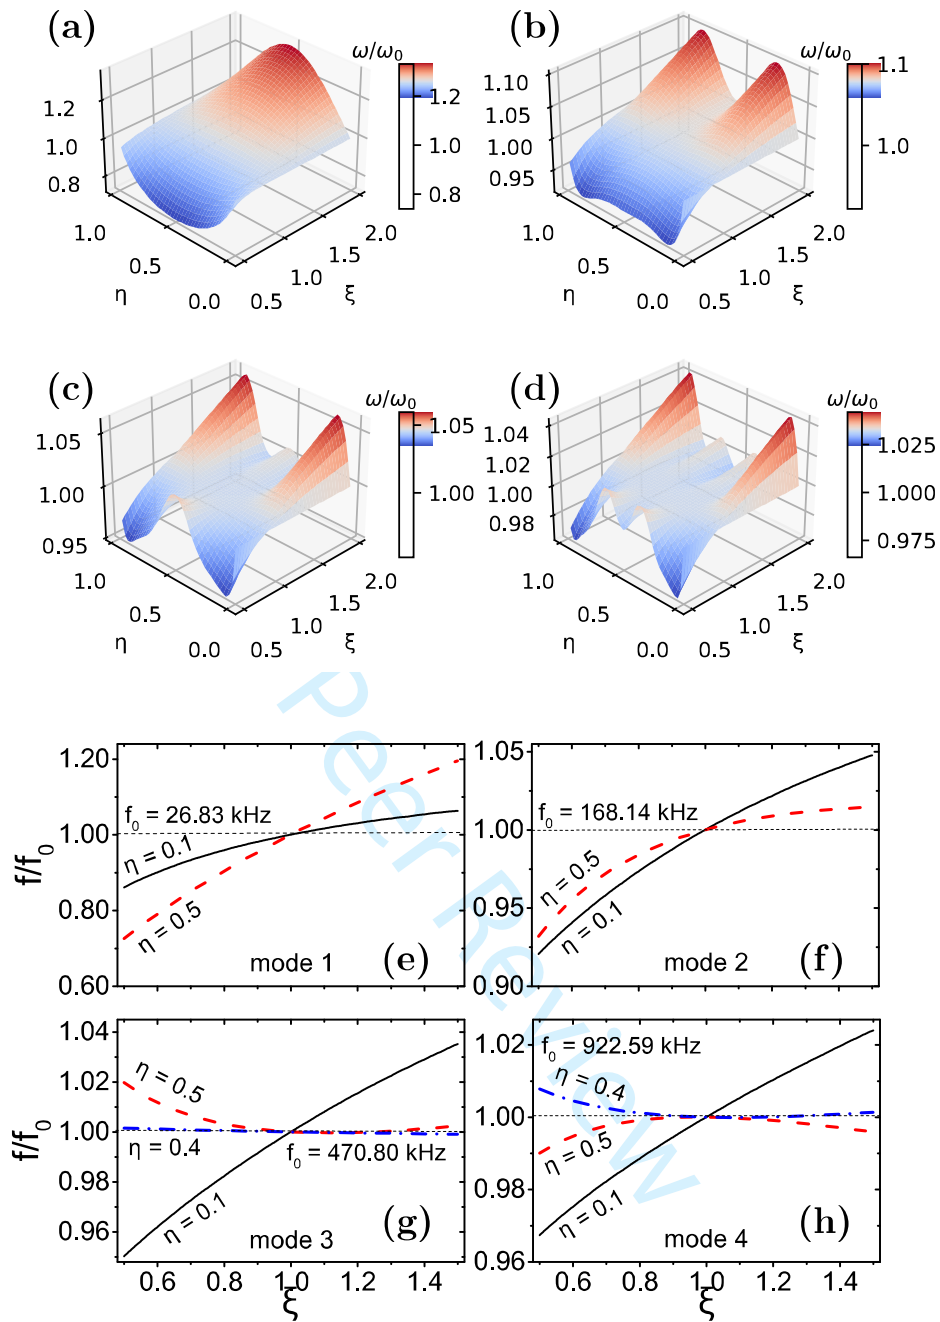 (a)
ω/ω0
1.2
1.0
0.8
1.2
1.0
0.8
1.0
0.5
0.0
η
0.5
1.0
1.5
2.0
ξ
(b)
ω/ω0
1.1
1.0
1.10
1.05
1.00
0.95
1.0
0.5
0.0
η
0.5
1.0
1.5
2.0
ξ
(c)
ω/ω0
1.05
1.00
1.05
1.00
0.95
1.0
0.5
0.0
η
0.5
1.0
1.5
2.0
ξ
(d)
ω/ω0
1.025
1.000
0.975
1.04
1.02
1.00
0.98
1.0
0.5
0.0
η
0.5
1.0
1.5
2.0
ξ
Peer Review
1.20
1.00
0.80
0.60
f/f0
f0 = 26.83 kHz
η = 0.1
η = 0.5
mode 1
(e)
1.05
1.00
0.95
0.90
f0 = 168.14 kHz
η = 0.5
η = 0.1
mode 2
(f)
1.04
1.02
1.00
0.98
0.96
f/f0
η = 0.5
η = 0.4
f0 = 470.80 kHz
η = 0.1
mode 3
(g)
0.6 0.8 1.0 1.2 1.4
ξ
1.02
1.00
0.98
0.96
f0 = 922.59 kHz
η = 0.4
η = 0.5
η = 0.1
mode 4
(h)
0.6 0.8 1.0 1.2 1.4
ξ